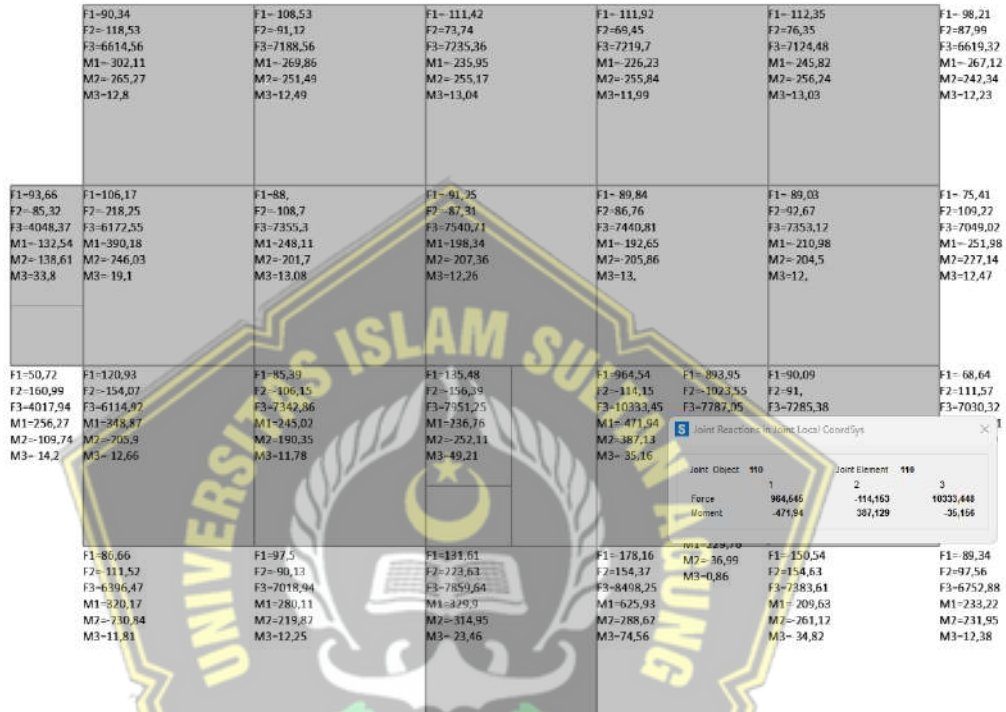 F1=90,34
F2=-118,53
F3=6614,56
M1=-302,11
M2=-265,27
M3=12,8
F1=-108,53
F2=-91,12
F3=7188,56
M1=-269,86
M2=-251,49
M3=12,49
F1=-111,42
F2=73,74
F3=7235,36
M1=-235,95
M2=-255,17
M3=13,04
F1=-111,92
F2=69,45
F3=7219,7
M1=-226,23
M2=-255,84
M3=11,99
F1=-112,35
F2=76,35
F3=7124,48
M1=-245,82
M2=-256,24
M3=13,03
F1=-98,21
F2=87,99
F3=6619,32
M1=-267,12
M2=242,34
M3=12,23
F1=93,66
F2=-85,32
F3=4048,37
M1=-132,54
M2=-138,61
M3=33,8
F1=106,17
F2=-218,25
F3=6172,55
M1=390,18
M2=-246,03
M3=-19,1
F1=88,
F2=-108,7
F3=7355,3
M1=248,11
M2=-201,7
M3=13,08
F1=-91,25
F2=-87,31
F3=7540,71
M1=198,34
M2=-207,36
M3=12,26
F1=-89,84
F2=86,76
F3=7440,81
M1=-192,65
M2=-205,86
M3=13,
F1=-89,03
F2=92,67
F3=7353,12
M1=-210,98
M2=-204,5
M3=12,
F1=-75,41
F2=109,22
F3=7049,02
M1=-251,98
M2=227,14
M3=12,47
F1=50,72
F2=160,99
F3=4017,94
M1=256,27
M2=-109,74
M3=-14,2
F1=120,93
F2=-154,07
F3=6114,92
M1=348,87
M2=-205,9
M3=-12,66
F1=85,39
F2=-106,15
F3=7342,86
M1=245,02
M2=190,35
M3=11,78
F1=135,48
F2=-156,39
F3=7951,25
M1=236,76
M2=-252,11
M3=49,21
F1=964,54
F2=-114,15
F3=10333,45
M1=-471,94
M2=387,13
M3=-35,16
F1=-893,95
F2=-1023,55
F3=7787,05
F1=90,09
F2=91,
F3=7285,38
F1=-68,64
F2=111,57
F3=7030,32
Joint Reactions in Joint Local CoordSys
Joint Object 110 Joint Element 110
1 2 3
Force 964,545 -114,153 10333,448
Moment -471,94 387,129 -35,156
M1=229,76
M2=-36,99
M3=0,86
F1=86,66
F2=-111,52
F3=6396,47
M1=320,17
M2=-230,84
M3=11,81
F1=97,5
F2=-90,13
F3=7018,94
M1=280,11
M2=219,82
M3=12,25
F1=131,61
F2=223,63
F3=7859,64
M1=329,9
M2=-314,95
M3=-23,46
F1=-178,16
F2=154,37
F3=8498,25
M1=625,93
M2=288,62
M3=74,56
F1=-150,54
F2=154,63
F3=7383,61
M1=-209,63
M2=-261,12
M3=-34,82
F1=-89,34
F2=97,56
F3=6752,88
M1=233,22
M2=231,95
M3=12,38
UNIVERSITAS ISLAM SULTAN AGUNG